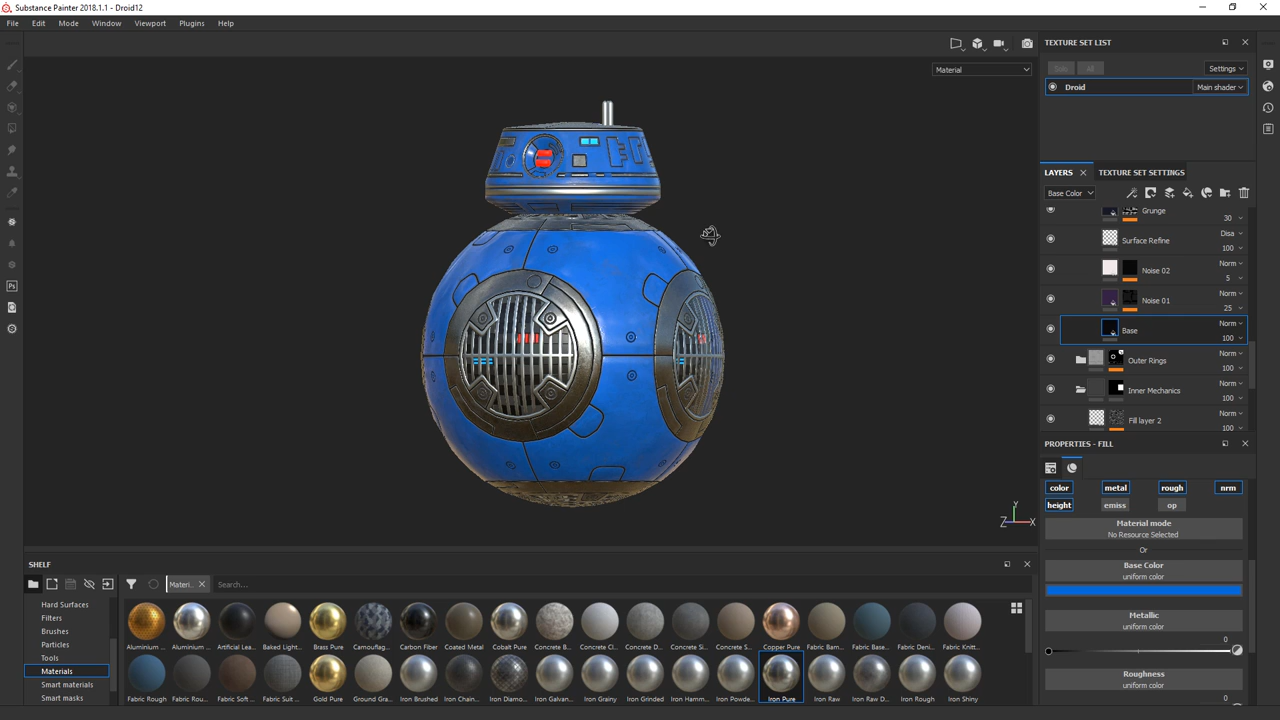 Substance Painter 2018.1.1 - Droid12
File Edit Mode Window Viewport Plugins Help
Material
TEXTURE SET LIST
Solo All Settings
Droid Main shader
LAYERS TEXTURE SET SETTINGS
Base Color
Grunge
30
Surface Refine Disa
100
Noise 02 Norm
5
Noise 01 Norm
25
Base Norm
100
Outer Rings Norm
100
Inner Mechanics Norm
100
Fill layer 2 Norm
100
PROPERTIES - FILL
color metal rough nrm
height emiss op
Material mode
No Resource Selected
Or
Base Color
uniform color
Metallic
uniform color
0
Roughness
uniform color
0
Y
Z X
Ps
SHELF
Materi... Search...
Hard Surfaces
Filters
Brushes
Particles
Tools
Materials
Smart materials
Smart masks
Aluminium ... Aluminium ... Artificial Lea... Baked Light... Brass Pure Camouflag... Carbon Fiber Coated Metal Cobalt Pure Concrete B... Concrete Cl... Concrete D... Concrete Si... Concrete S... Copper Pure Fabric Bam... Fabric Base... Fabric Deni... Fabric Knitt...
Fabric Rough Fabric Rou... Fabric Soft ... Fabric Suit ... Gold Pure Ground Gra... Iron Brushed Iron Chain... Iron Diamo... Iron Galvan... Iron Grainy Iron Grinded Iron Hamm... Iron Powde... Iron Pure Iron Raw Iron Raw D... Iron Rough Iron Shiny